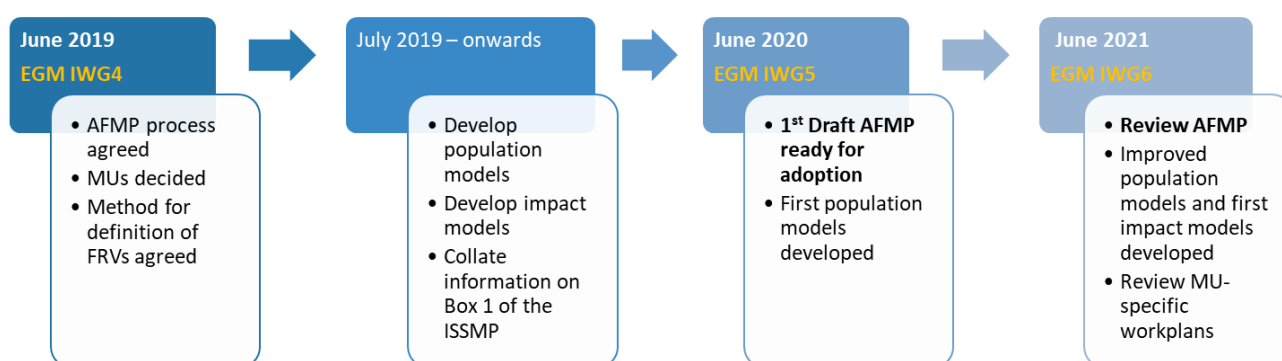 June 2019
EGM IWG4
• AFMP process
agreed
• MUs decided
• Method for
definition of
FRVs agreed
July 2019 – onwards
• Develop
population
models
• Develop impact
models
• Collate
information on
Box 1 of the
ISSMP
June 2020
EGM IWG5
• 1st Draft AFMP
ready for
adoption
• First population
models
developed
June 2021
EGM IWG6
• Review AFMP
• Improved
population
models and first
impact models
developed
• Review MU-
specific
workplans